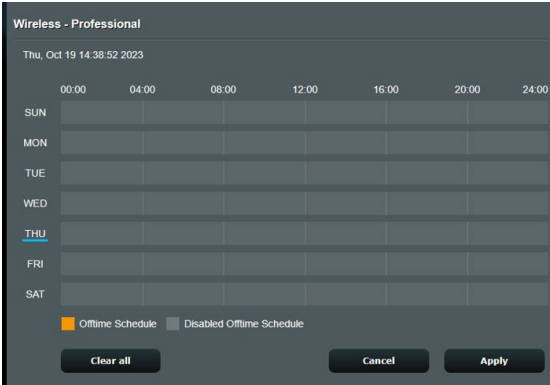 Wireless - Professional
Thu, Oct 19 14:38:52 2023
00:00 04:00 08:00 12:00 16:00 20:00 24:00
SUN
MON
TUE
WED
THU
FRI
SAT
Offtime Schedule Disabled Offtime Schedule
Clear all Cancel Apply